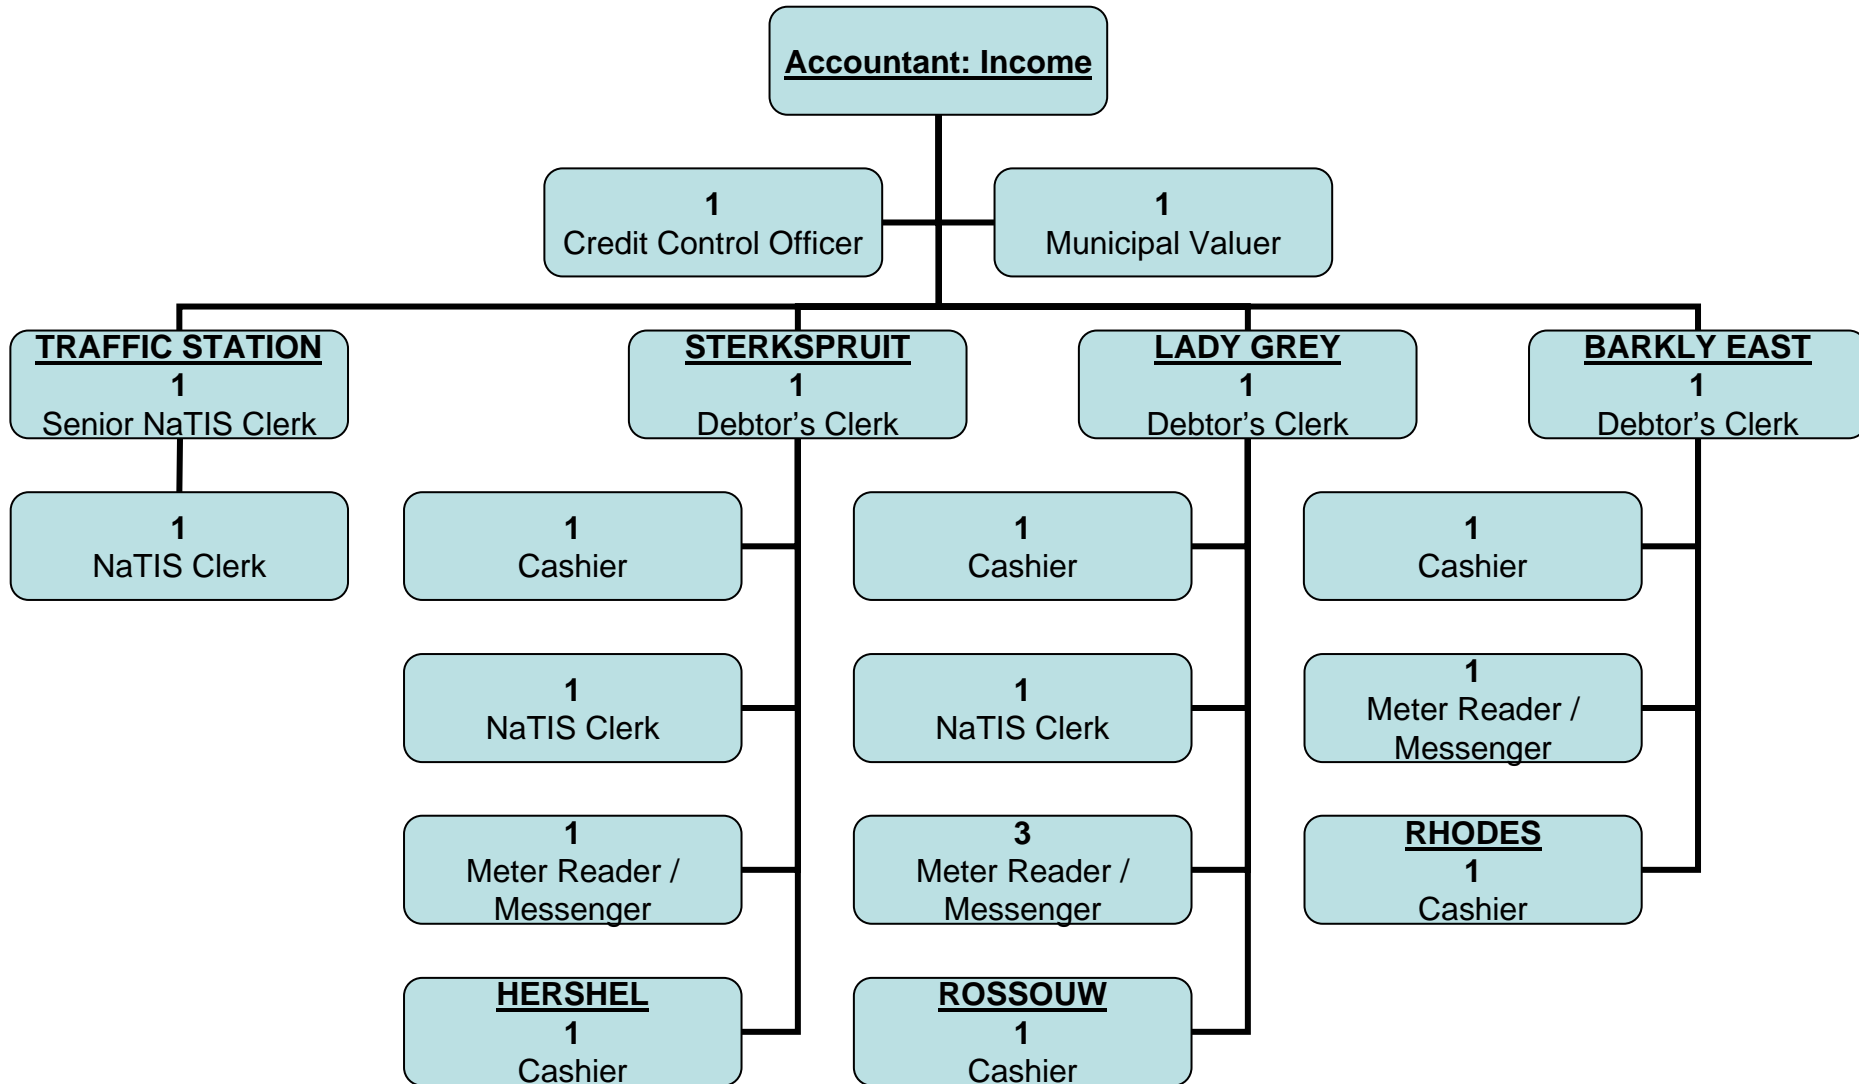 Accountant: Income
1
Credit Control Officer
1
Municipal Valuer
TRAFFIC STATION
1
Senior NaTIS Clerk
STERKSPRUIT
1
Debtor’s Clerk
LADY GREY
1
Debtor’s Clerk
BARKLY EAST
1
Debtor’s Clerk
1
NaTIS Clerk
1
Cashier
1
Cashier
1
Cashier
1
NaTIS Clerk
1
NaTIS Clerk
1
Meter Reader /
Messenger
1
Meter Reader /
Messenger
3
Meter Reader /
Messenger
RHODES
1
Cashier
HERSHEL
1
Cashier
ROSSOUW
1
Cashier